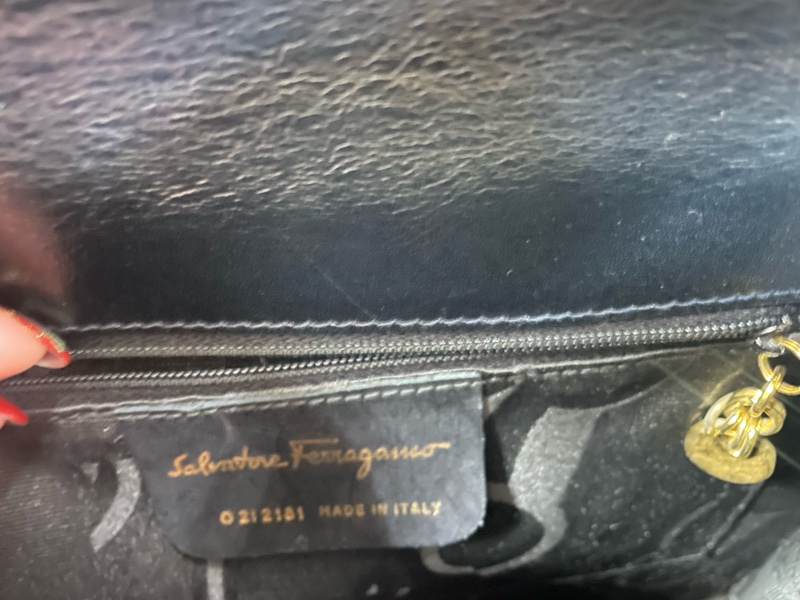 Salvatore Ferragamo
0212181 MADE IN ITALY